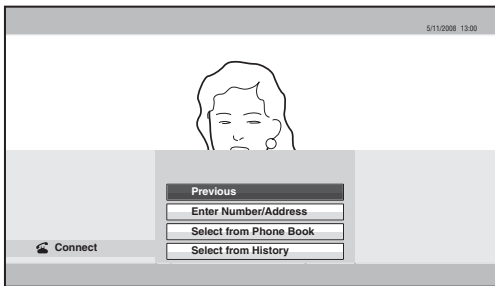 5/11/2008 13:00
Previous
Enter Number/Address
Select from Phone Book
Connect
Select from History